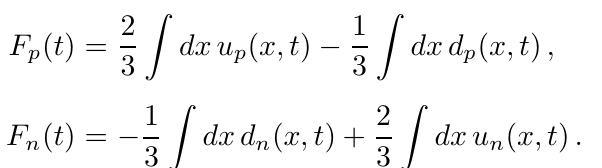 F_p(t) = \frac{2}{3} \int dx\, u_p(x,t) - \frac{1}{3} \int dx\, d_p(x,t) ,
F_n(t) = -\frac{1}{3} \int dx\, d_n(x,t) + \frac{2}{3} \int dx\, u_n(x,t) .